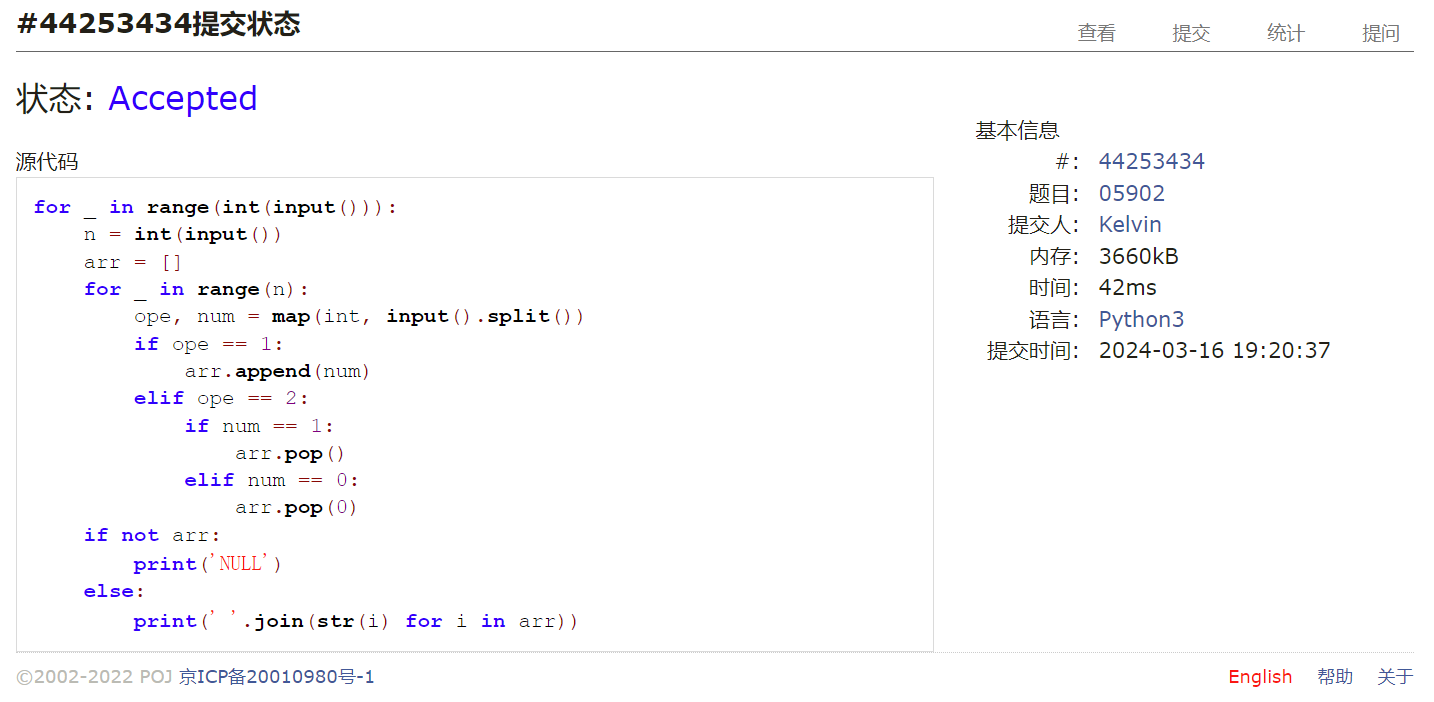 #44253434提交状态
查看 提交 统计 提问
状态: Accepted
源代码
for _ in range(int(input())):
    n = int(input())
    arr = []
    for _ in range(n):
        ope, num = map(int, input().split())
        if ope == 1:
            arr.append(num)
        elif ope == 2:
            if num == 1:
                arr.pop()
            elif num == 0:
                arr.pop(0)
    if not arr:
        print('NULL')
    else:
        print(' '.join(str(i) for i in arr))
基本信息
#: 44253434
题目: 05902
提交人: Kelvin
内存: 3660kB
时间: 42ms
语言: Python3
提交时间: 2024-03-16 19:20:37
©2002-2022 POJ 京ICP备20010980号-1
English 帮助 关于